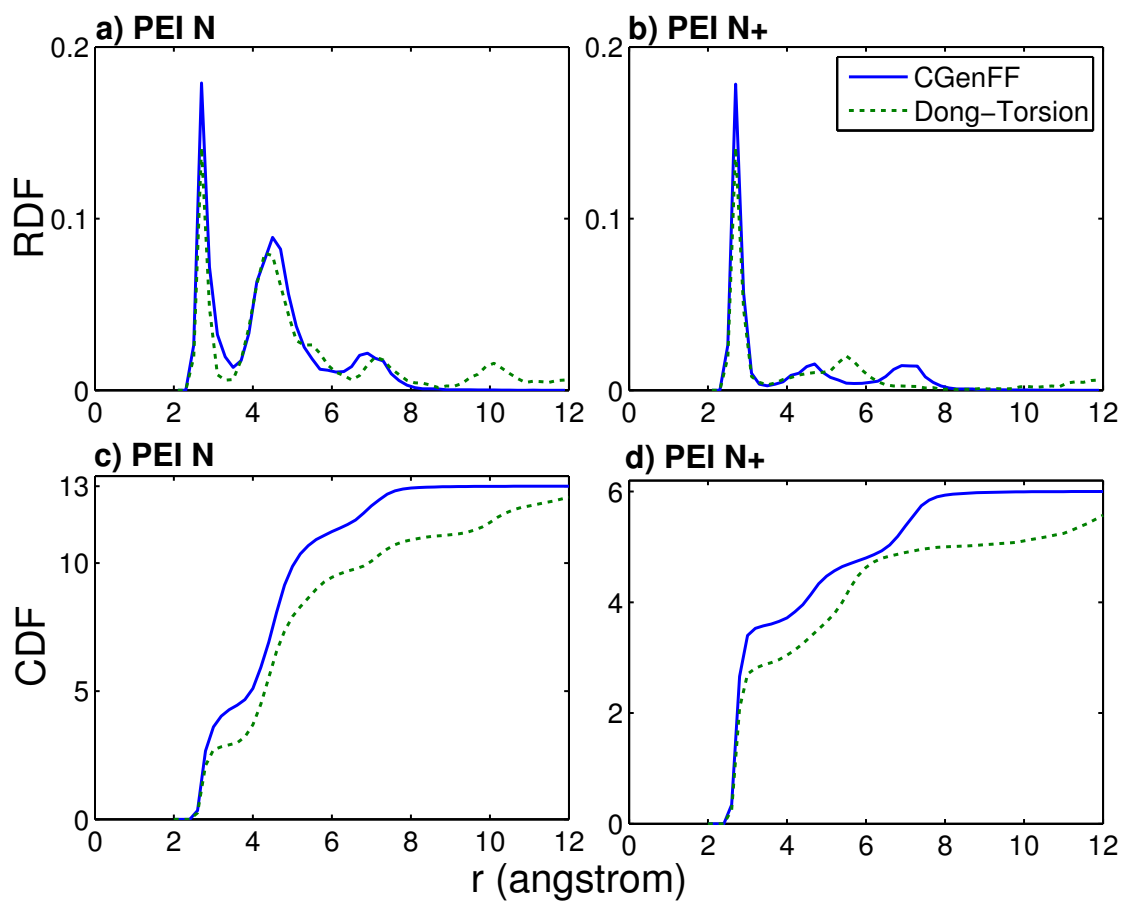 a) PEI N
b) PEI N+
0.2
0.1
0
0 2 4 6 8 10 12
RDF
0.2
0.1
0
0 2 4 6 8 10 12
CGenFF
Dong−Torsion
c) PEI N
d) PEI N+
13
10
5
0
0 2 4 6 8 10 12
CDF
6
4
2
0
0 2 4 6 8 10 12
r (angstrom)